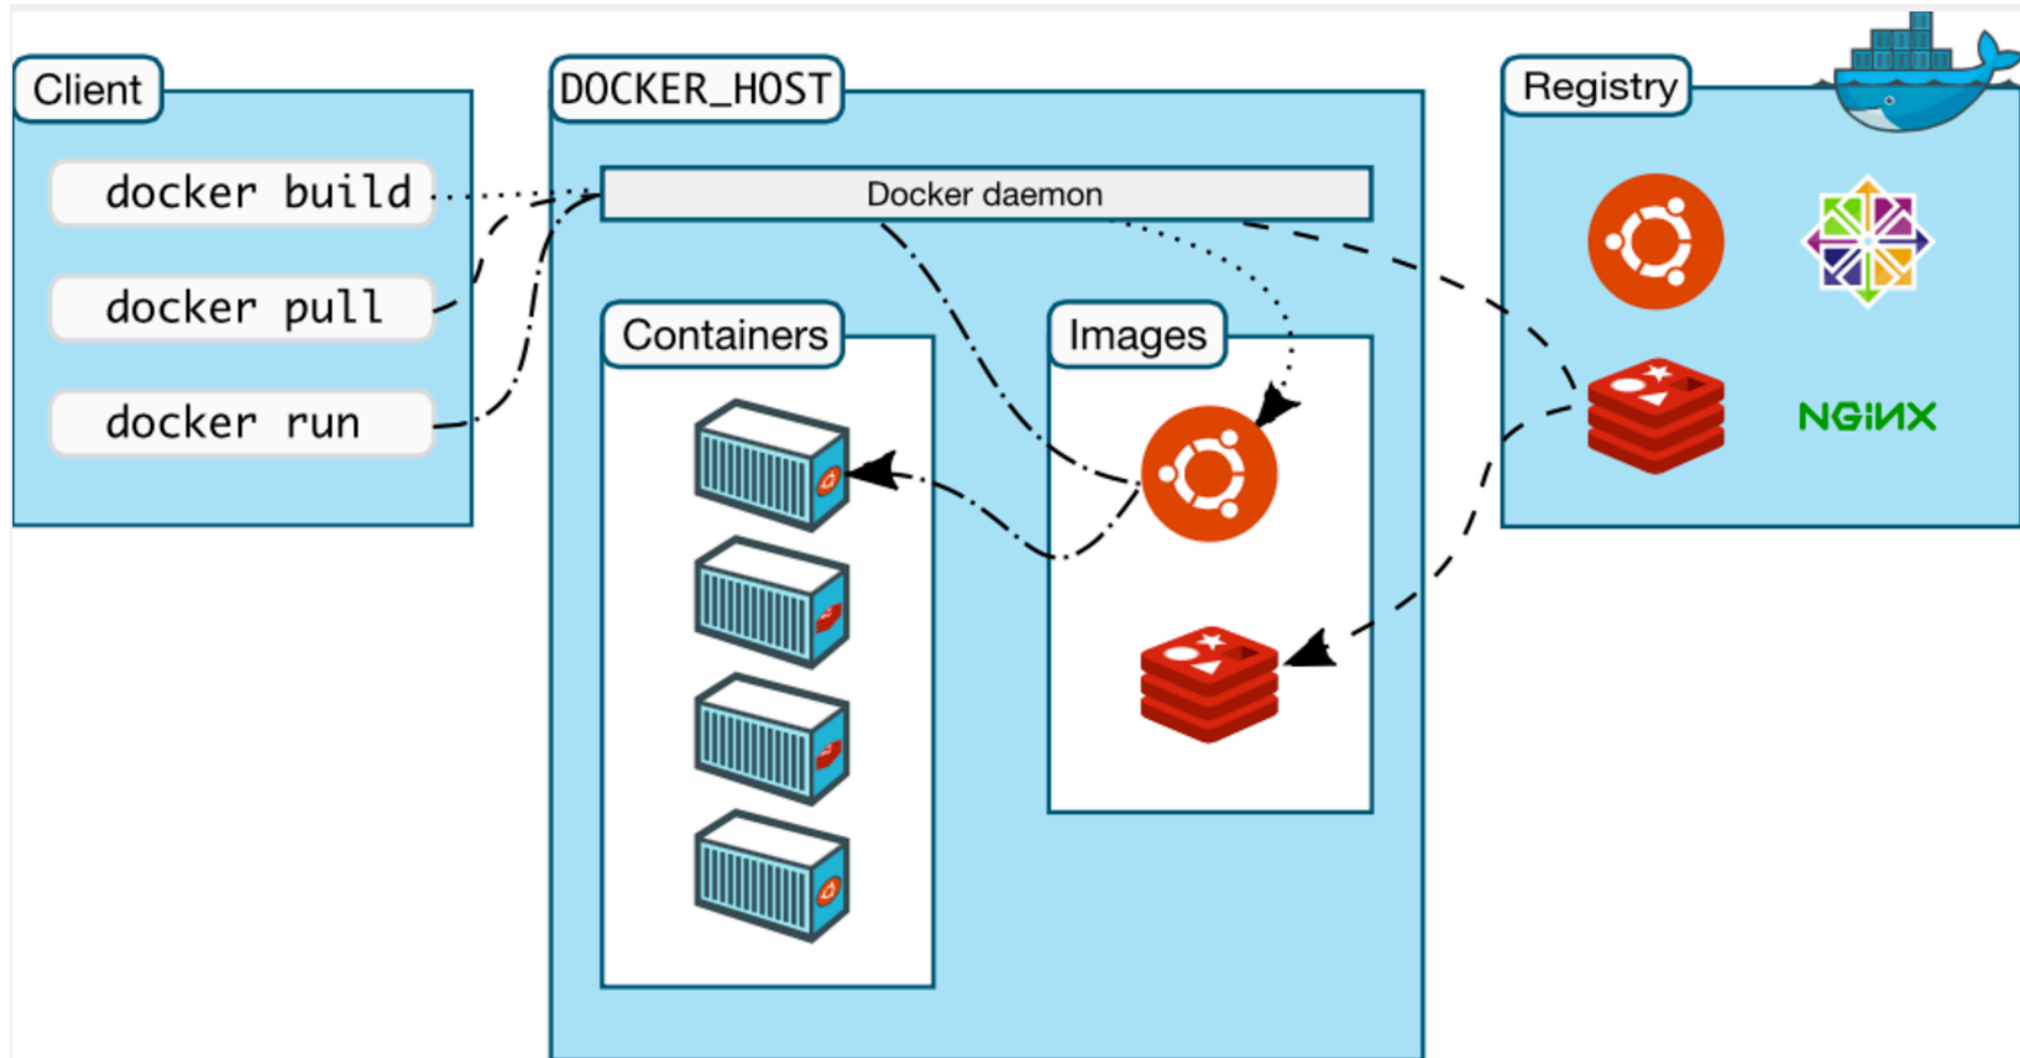 Client
docker build
docker pull
docker run
DOCKER_HOST
Docker daemon
Containers
Images
Registry
NGiNX